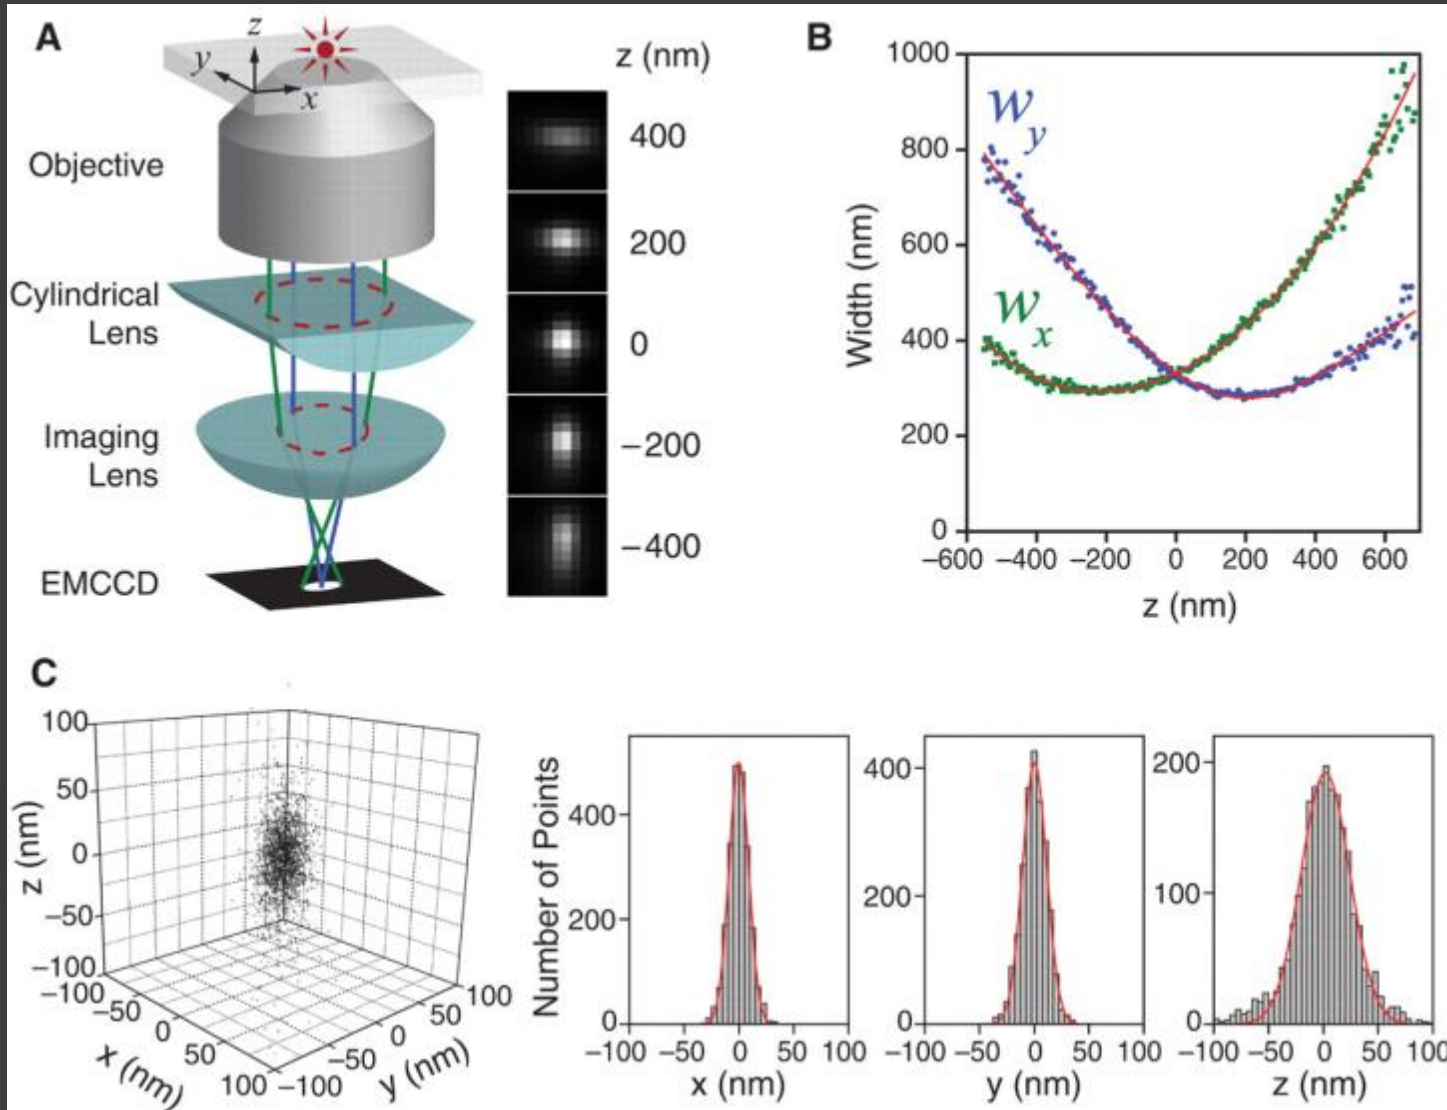 A
z
y
x
Objective
Cylindrical
Lens
Imaging
Lens
EMCCD
z (nm)
400
200
0
−200
−400
B
1000
800
600
400
200
0
Width (nm)
wy
wx
−600 −400 −200 0 200 400 600
z (nm)
C
100
50
0
−50
−100
z (nm)
−100
−50
0
50
100
x (nm)
−100
−50
0
50
100
y (nm)
Number of Points
400
200
0
−100 −50 0 50 100
x (nm)
400
200
0
−100 −50 0 50 100
y (nm)
200
100
0
−100 −50 0 50 100
z (nm)